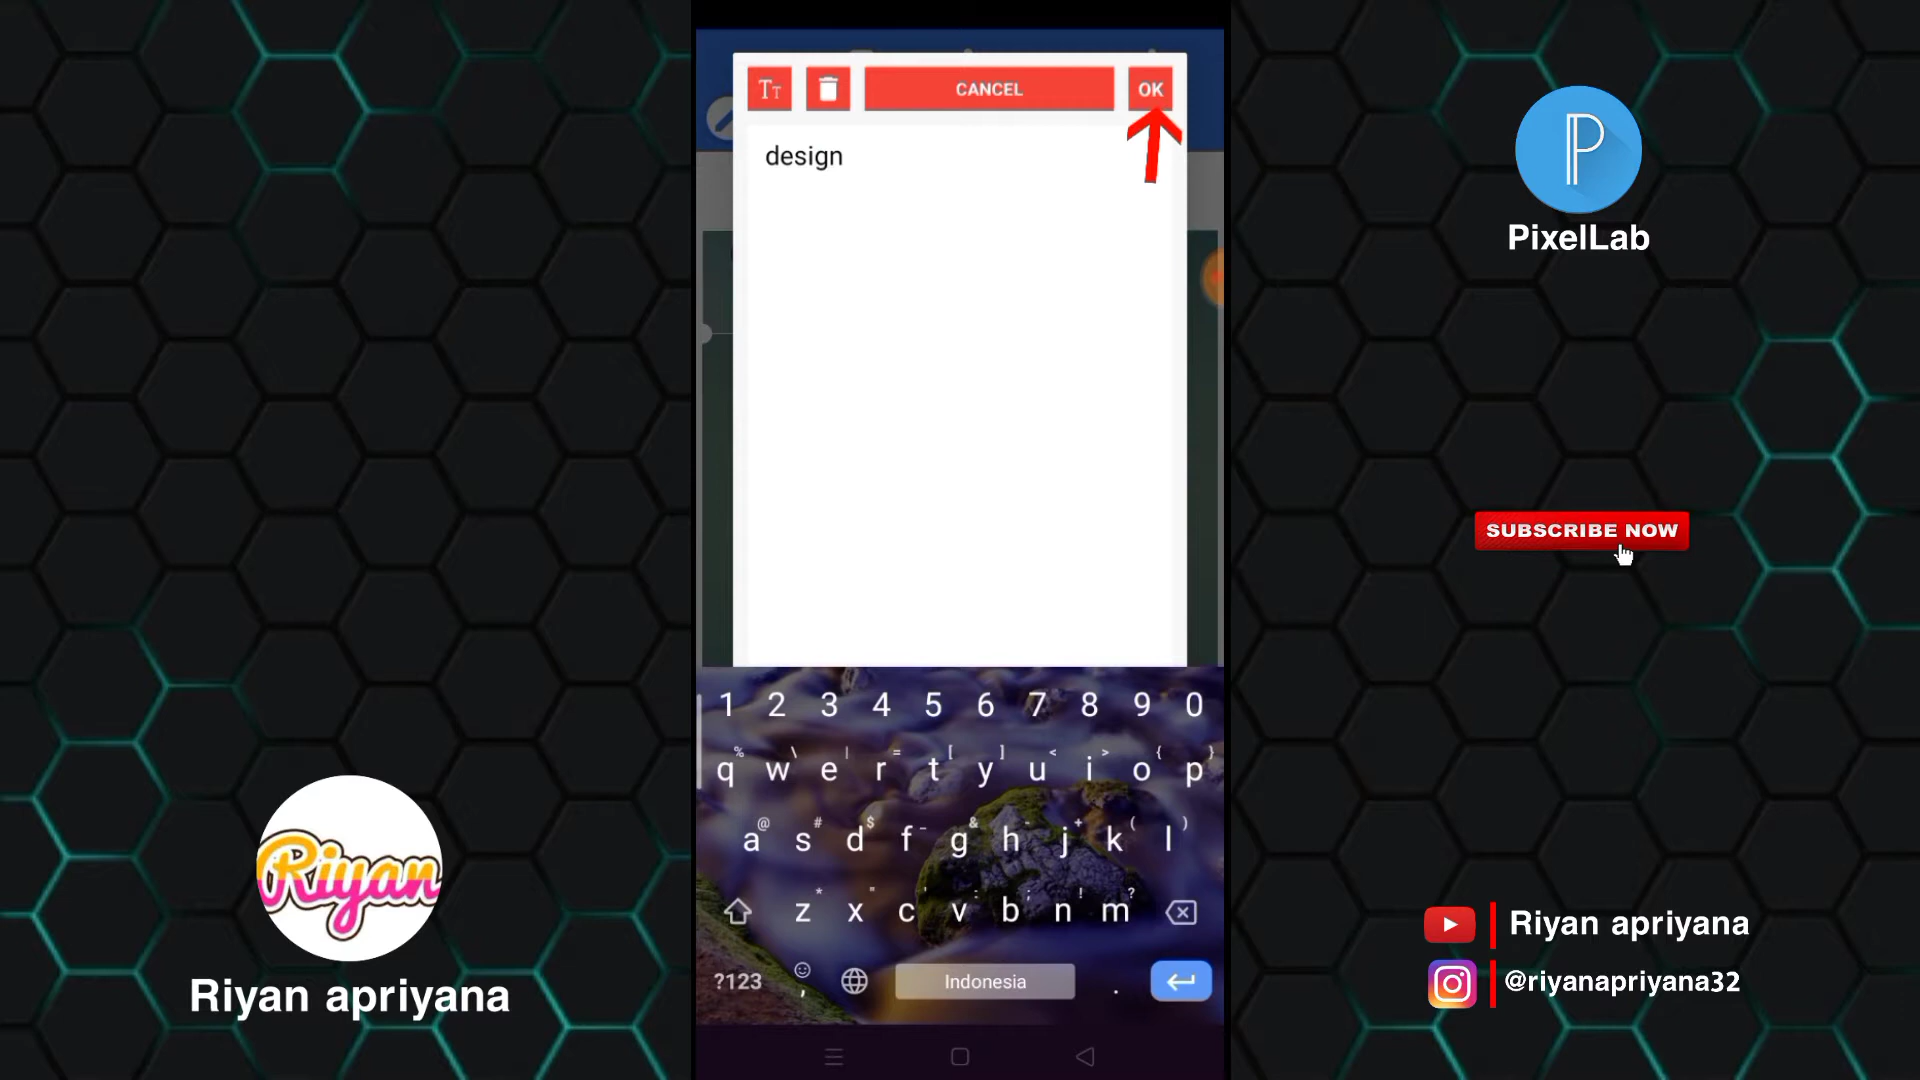 Tт CANCEL OK
design
1 2 3 4 5 6 7 8 9 0
% \ | = [ ] < > { }
q w e r t y u i o p
@ # $ _ & - + ( )
a s d f g h j k l
* " ' : ; ! ?
z x c v b n m
?123 , Indonesia .
PixelLab
SUBSCRIBE NOW
Riyan
Riyan apriyana
Riyan apriyana
@riyanapriyana32